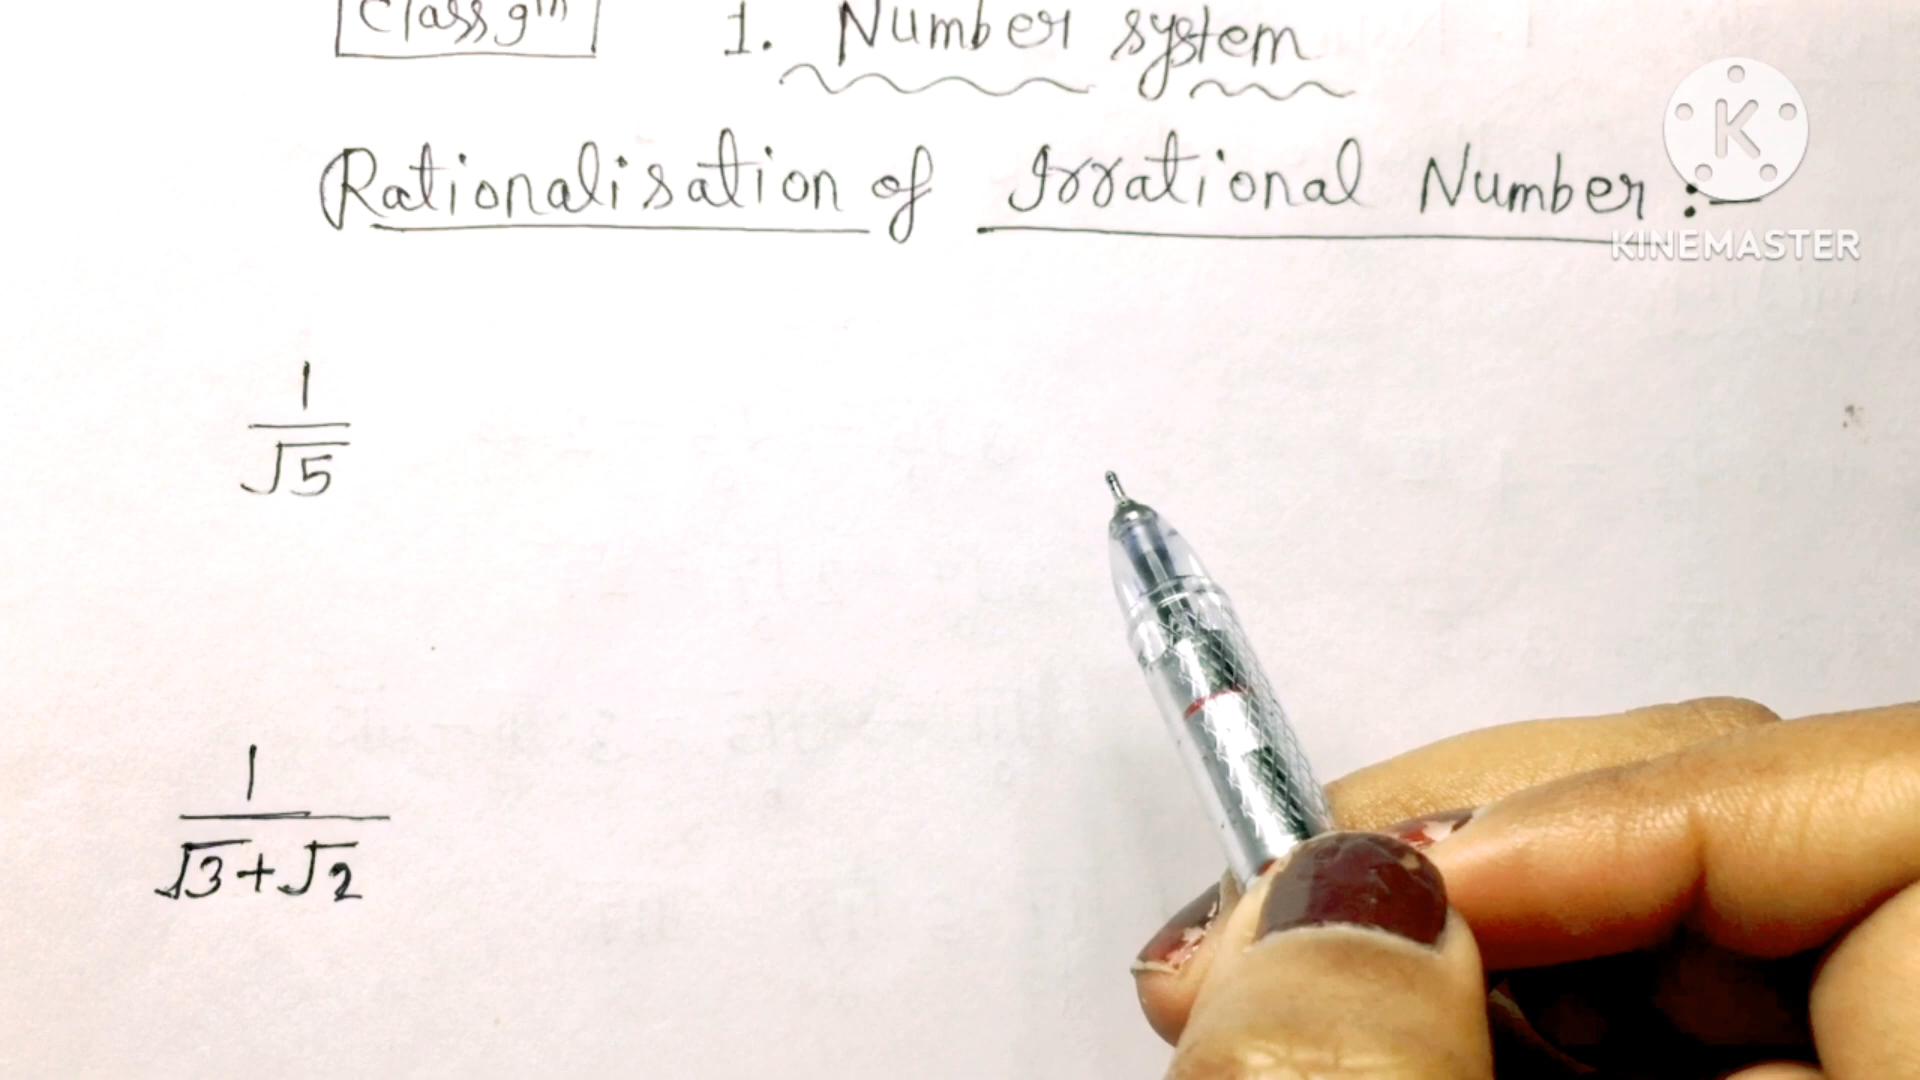 Class 9th
1. Number system
Rationalisation of Irrational Number :-
K
KINEMASTER
1
√5
1
√3+√2